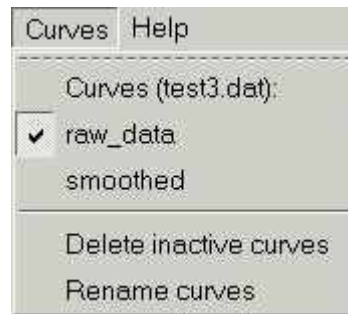 Curves Help
Curves (test3.dat):
raw_data
smoothed
Delete inactive curves
Rename curves